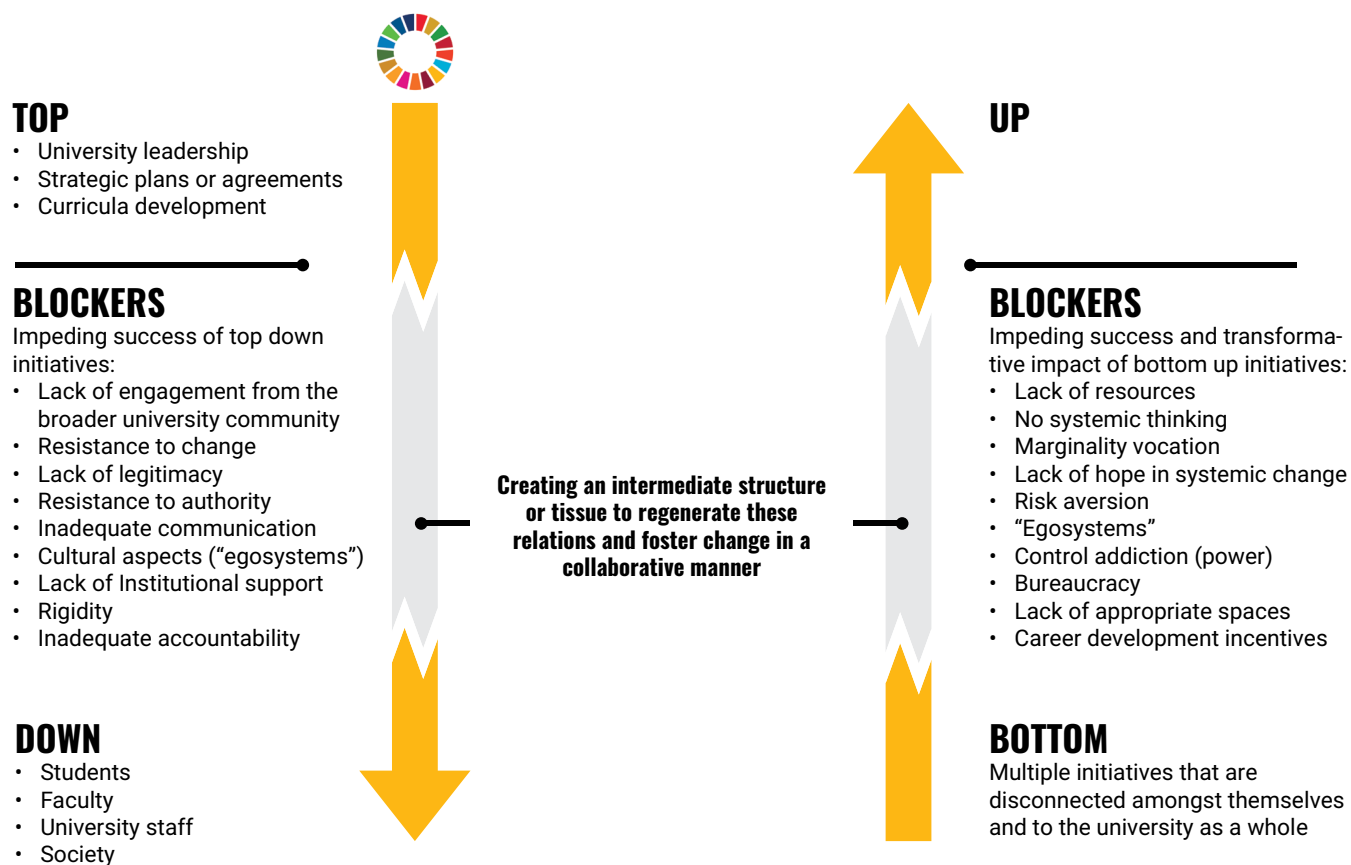 TOP
• University leadership
• Strategic plans or agreements
• Curricula development
BLOCKERS
Impeding success of top down
initiatives:
• Lack of engagement from the
broader university community
• Resistance to change
• Lack of legitimacy
• Resistance to authority
• Inadequate communication
• Cultural aspects (“egosystems”)
• Lack of Institutional support
• Rigidity
• Inadequate accountability
DOWN
• Students
• Faculty
• University staff
• Society
Creating an intermediate structure
or tissue to regenerate these
relations and foster change in a
collaborative manner
UP
BLOCKERS
Impeding success and transforma-
tive impact of bottom up initiatives:
• Lack of resources
• No systemic thinking
• Marginality vocation
• Lack of hope in systemic change
• Risk aversion
• “Egosystems”
• Control addiction (power)
• Bureaucracy
• Lack of appropriate spaces
• Career development incentives
BOTTOM
Multiple initiatives that are
disconnected amongst themselves
and to the university as a whole